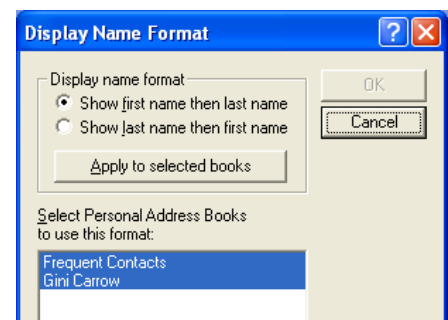 Display Name Format
Display name format
Show first name then last name
Show last name then first name
Apply to selected books
OK
Cancel
Select Personal Address Books
to use this format:
Frequent Contacts
Gini Carrow